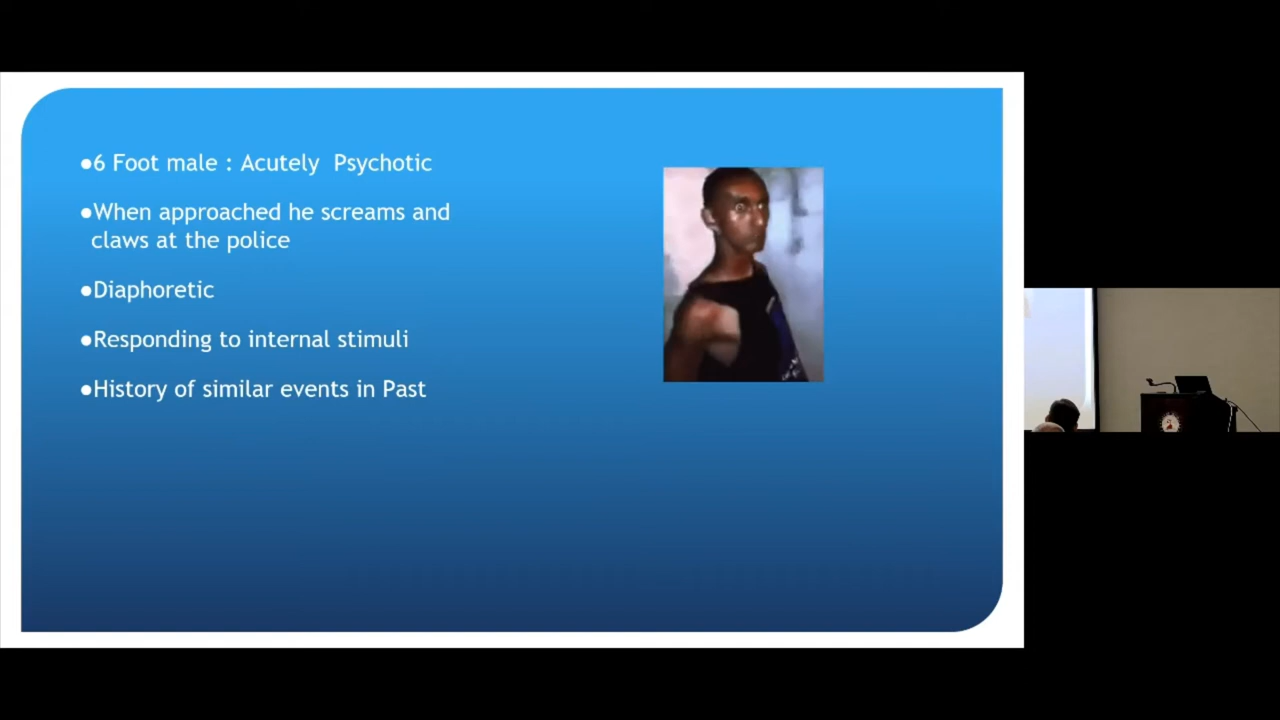 ●6 Foot male : Acutely  Psychotic
●When approached he screams and
claws at the police
●Diaphoretic
●Responding to internal stimuli
●History of similar events in Past